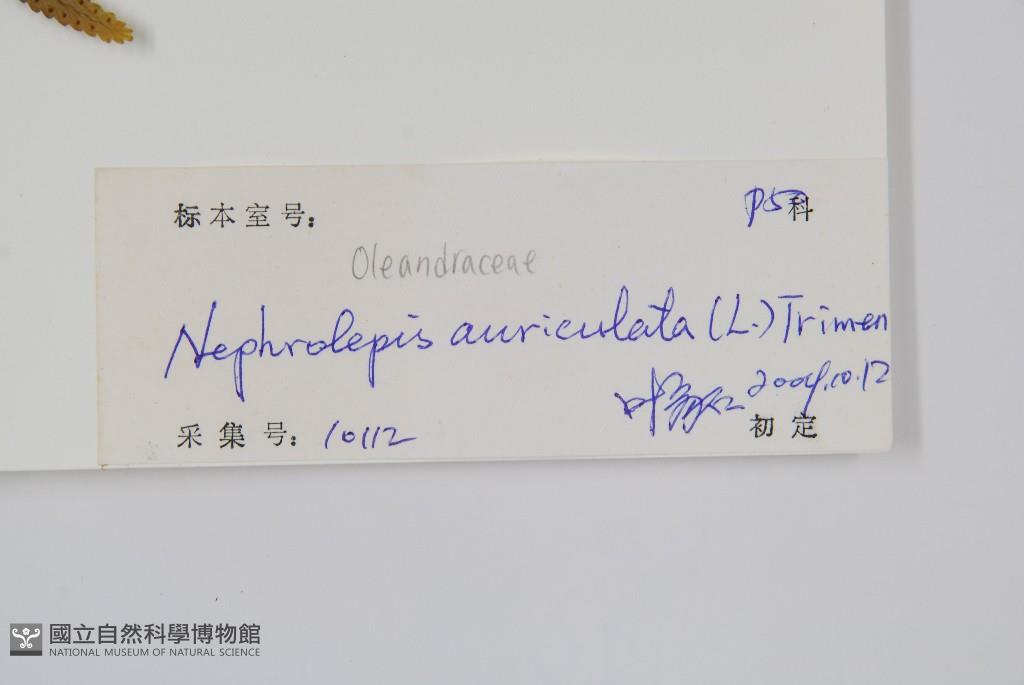 标本室号：
P5科
Oleandraceae
Nephrolepis auriculata (L.) Trimen
2004.10.12
采集号：10112
初定
國立自然科學博物館
NATIONAL MUSEUM OF NATURAL SCIENCE